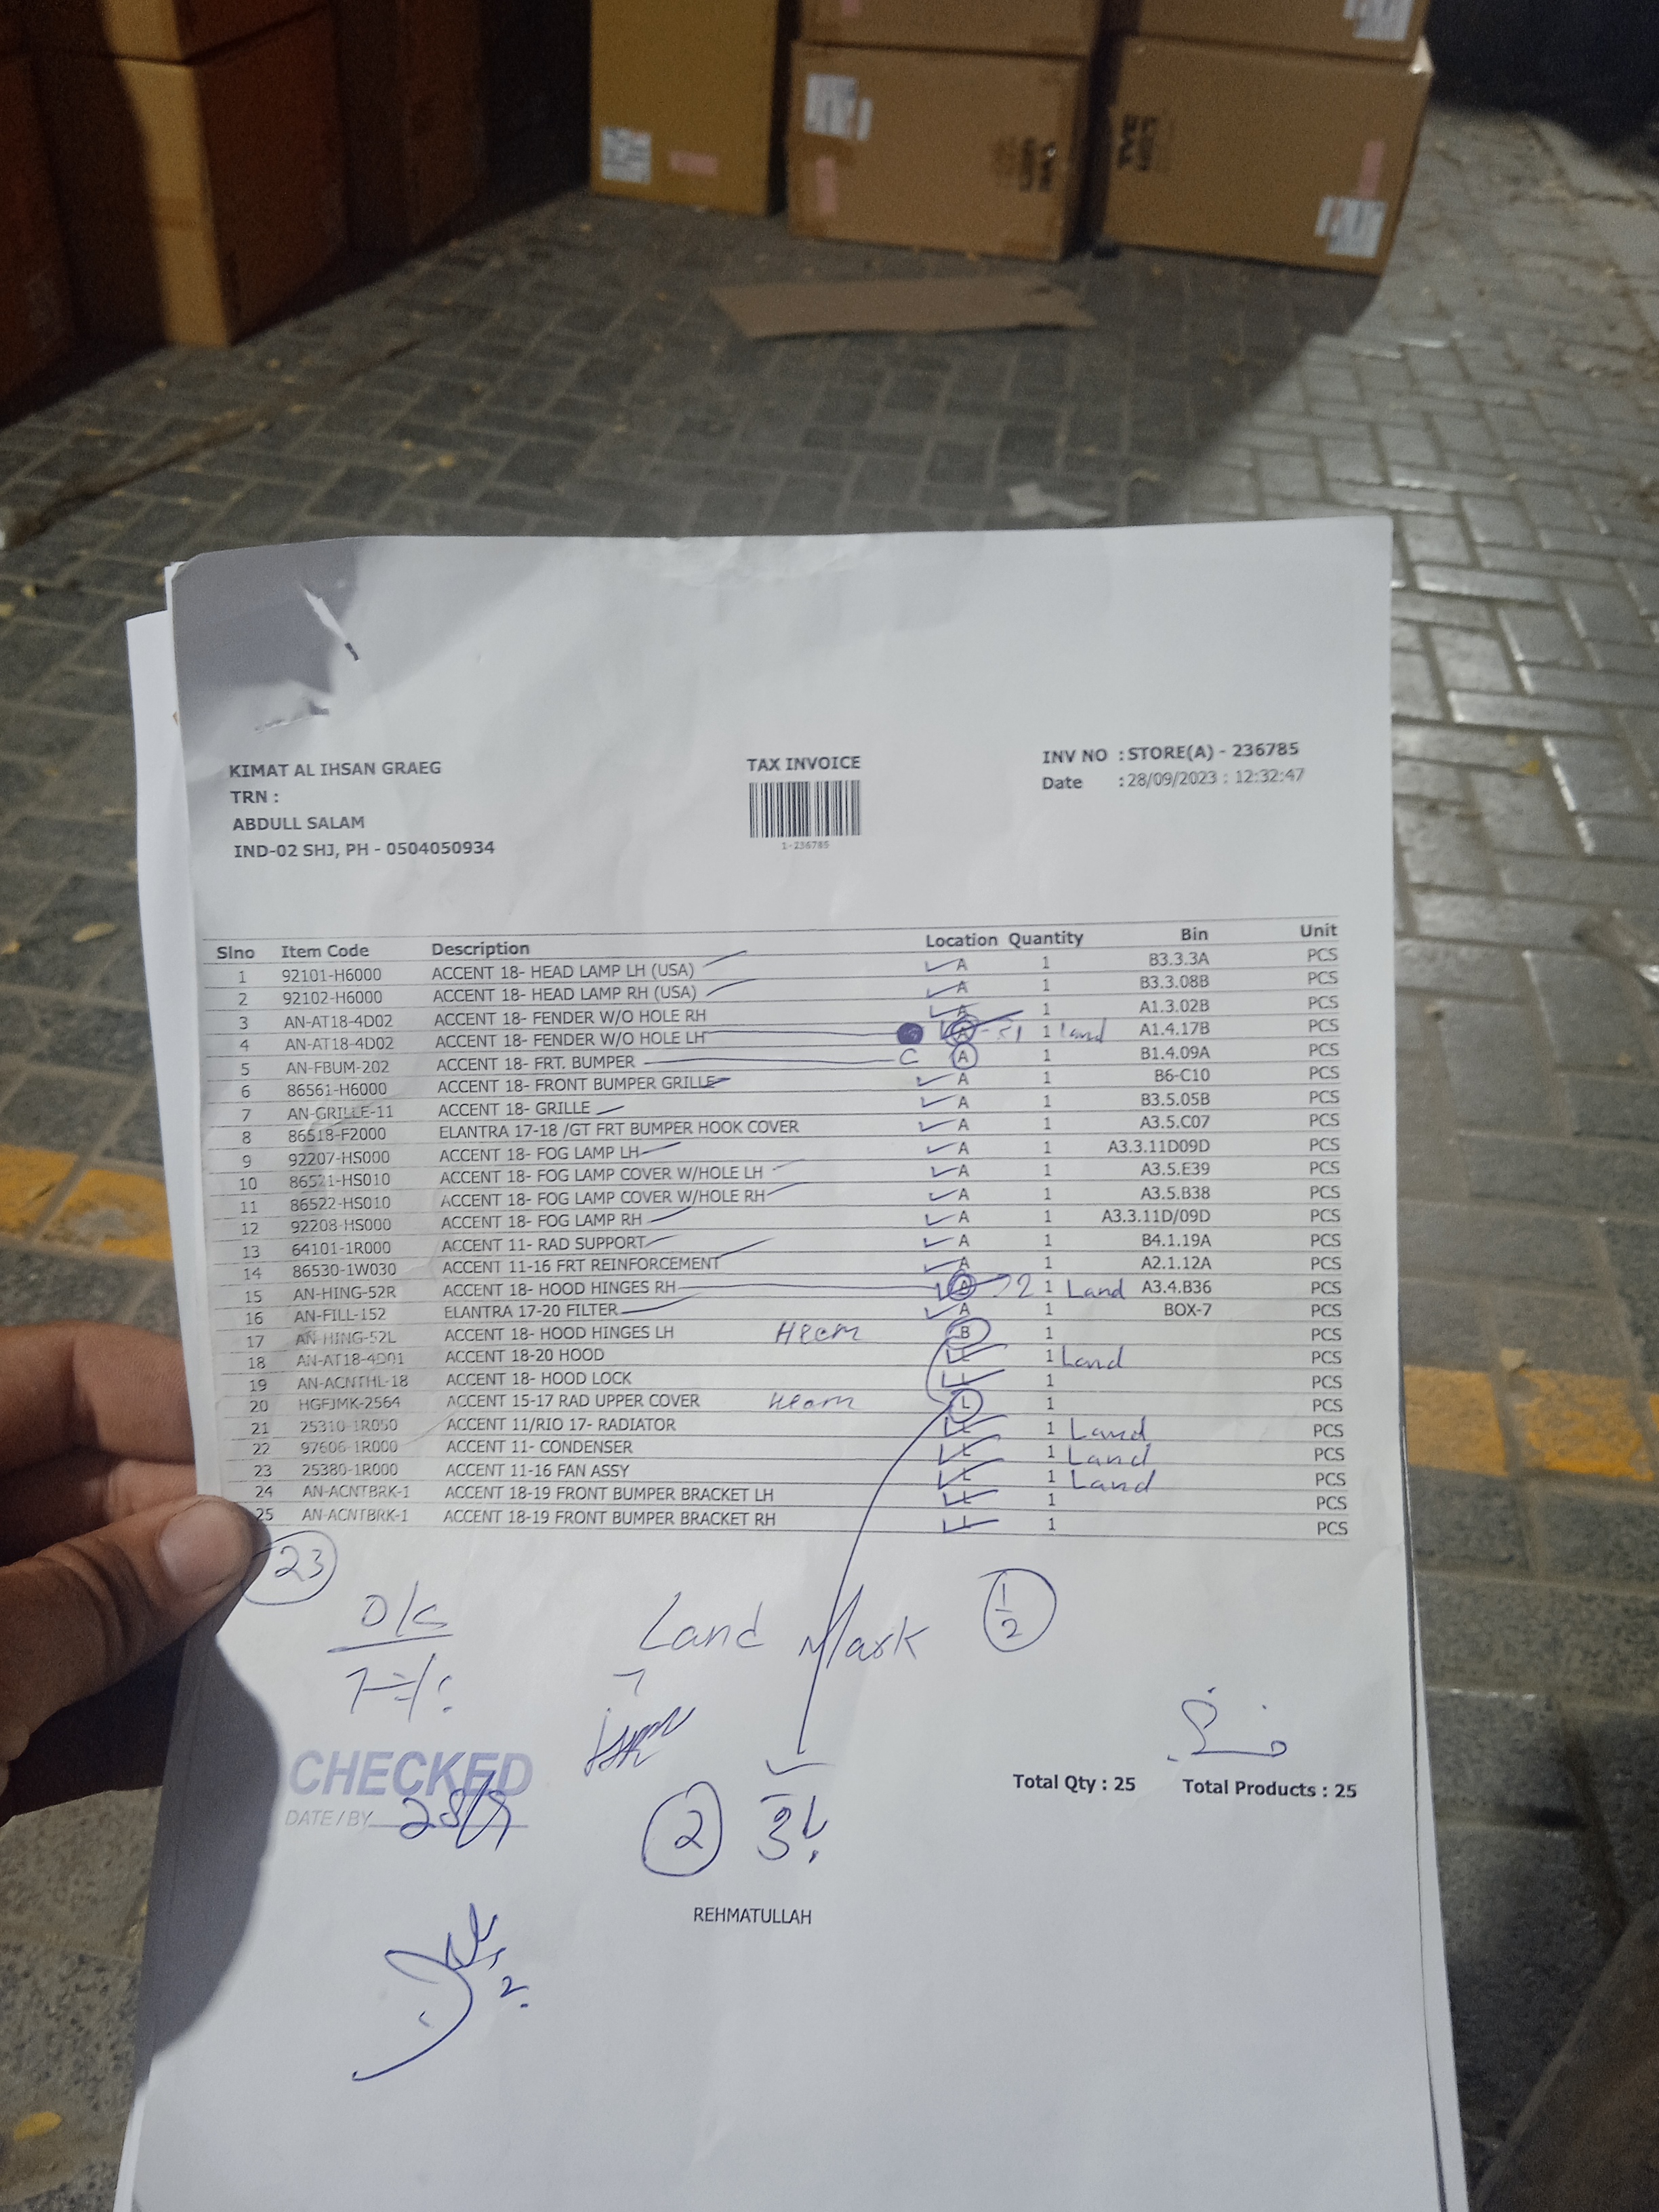 KIMAT AL IHSAN GRAEG
TRN :
ABDULL SALAM
IND-02 SHJ, PH - 0504050934
TAX INVOICE
1-236785
INV NO : STORE(A) - 236785
Date : 28/09/2023 : 12:32:47
Slno Item Code Description Location Quantity Bin Unit
1 92101-H6000 ACCENT 18- HEAD LAMP LH (USA) A 1 B3.3.3A PCS
2 92102-H6000 ACCENT 18- HEAD LAMP RH (USA) A 1 B3.3.08B PCS
3 AN-AT18-4D02 ACCENT 18- FENDER W/O HOLE RH A 1 A1.3.02B PCS
4 AN-AT18-4D02 ACCENT 18- FENDER W/O HOLE LH A 1 Land A1.4.17B PCS
5 AN-FBUM-202 ACCENT 18- FRT. BUMPER C A 1 B1.4.09A PCS
6 86561-H6000 ACCENT 18- FRONT BUMPER GRILLE A 1 B6-C10 PCS
7 AN-GRILLE-11 ACCENT 18- GRILLE A 1 B3.5.05B PCS
8 86518-F2000 ELANTRA 17-18 /GT FRT BUMPER HOOK COVER A 1 A3.5.C07 PCS
9 92207-HS000 ACCENT 18- FOG LAMP LH A 1 A3.3.11D09D PCS
10 86521-HS010 ACCENT 18- FOG LAMP COVER W/HOLE LH A 1 A3.5.E39 PCS
11 86522-HS010 ACCENT 18- FOG LAMP COVER W/HOLE RH A 1 A3.5.B38 PCS
12 92208-HS000 ACCENT 18- FOG LAMP RH A 1 A3.3.11D/09D PCS
13 64101-1R000 ACCENT 11- RAD SUPPORT A 1 B4.1.19A PCS
14 86530-1W030 ACCENT 11-16 FRT REINFORCEMENT A 1 A2.1.12A PCS
15 AN-HING-52R ACCENT 18- HOOD HINGES RH A 1 Land A3.4.B36 PCS
16 AN-FILL-152 ELANTRA 17-20 FILTER A 1 BOX-7 PCS
17 AN-HING-52L ACCENT 18- HOOD HINGES LH B 1 PCS
18 AN-AT18-4D01 ACCENT 18-20 HOOD L 1 Land PCS
19 AN-ACNTHL-18 ACCENT 18- HOOD LOCK L 1 PCS
20 HGFJMK-2564 ACCENT 15-17 RAD UPPER COVER L 1 PCS
21 25310-1R050 ACCENT 11/RIO 17- RADIATOR L 1 Land PCS
22 97606-1R000 ACCENT 11- CONDENSER L 1 Land PCS
23 25380-1R000 ACCENT 11-16 FAN ASSY L 1 Land PCS
24 AN-ACNTBRK-1 ACCENT 18-19 FRONT BUMPER BRACKET LH L 1 PCS
25 AN-ACNTBRK-1 ACCENT 18-19 FRONT BUMPER BRACKET RH L 1 PCS
23
Land Mark
1/2
CHECKED
DATE / BY 28/9
2
Total Qty : 25 Total Products : 25
REHMATULLAH